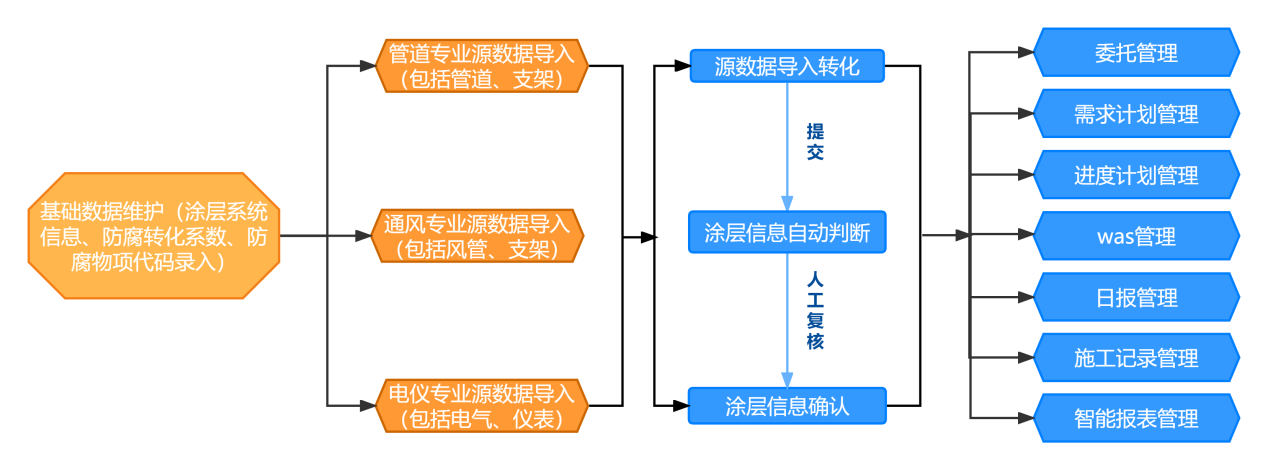 基础数据维护（涂层系统
信息、防腐转化系数、防
腐物项代码录入）
管道专业源数据导入
（包括管道、支架）
通风专业源数据导入
（包括风管、支架）
电仪专业源数据导入
（包括电气、仪表）
源数据导入转化
提
交
涂层信息自动判断
人
工
复
核
涂层信息确认
委托管理
需求计划管理
进度计划管理
was管理
日报管理
施工记录管理
智能报表管理